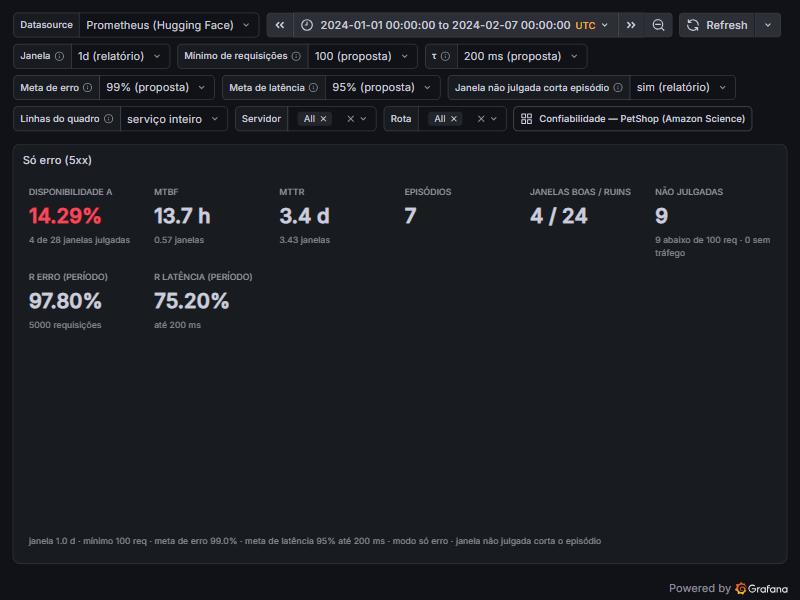 Datasource Prometheus (Hugging Face) 2024-01-01 00:00:00 to 2024-02-07 00:00:00 UTC Refresh
Janela 1d (relatório) Mínimo de requisições 100 (proposta) τ 200 ms (proposta)
Meta de erro 99% (proposta) Meta de latência 95% (proposta) Janela não julgada corta episódio sim (relatório)
Linhas do quadro serviço inteiro Servidor All Rota All Confiabilidade — PetShop (Amazon Science)
Só erro (5xx)
DISPONIBILIDADE A MTBF MTTR EPISÓDIOS JANELAS BOAS / RUINS NÃO JULGADAS
14.29% 13.7 h 3.4 d 7 4 / 24 9
4 de 28 janelas julgadas 0.57 janelas 3.43 janelas 9 abaixo de 100 req · 0 sem
tráfego
R ERRO (PERÍODO) R LATÊNCIA (PERÍODO)
97.80% 75.20%
5000 requisições até 200 ms
janela 1.0 d · mínimo 100 req · meta de erro 99.0% · meta de latência 95% até 200 ms · modo só erro · janela não julgada corta o episódio
Powered by Grafana